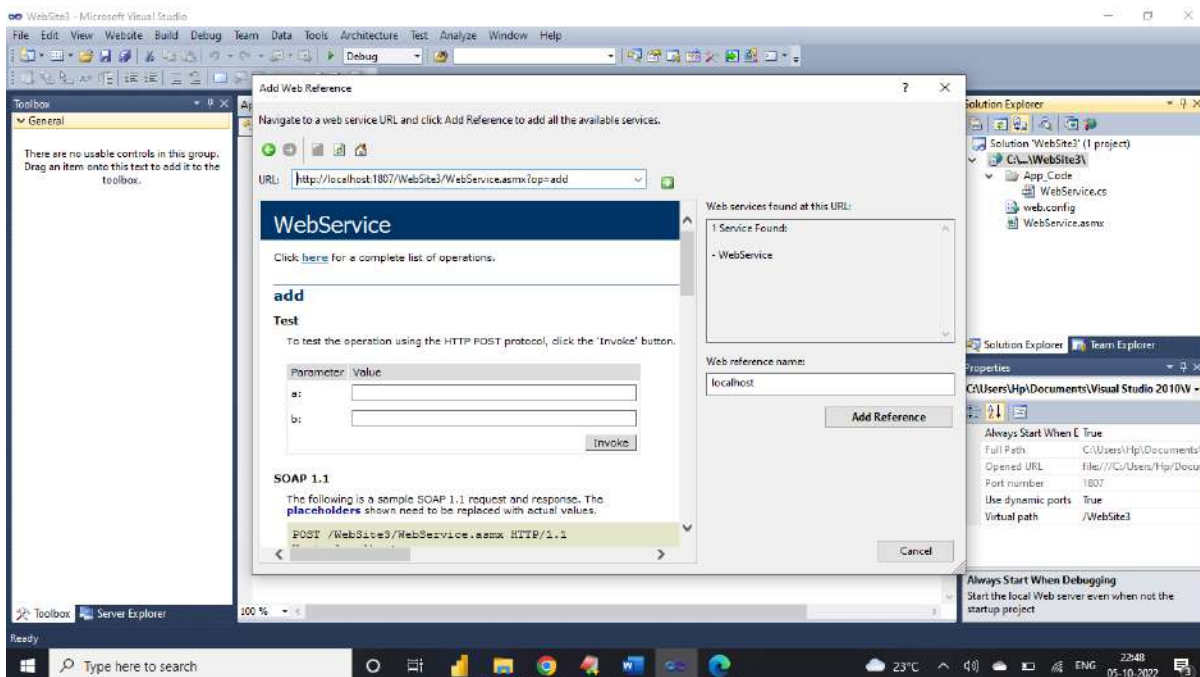 WebSite3 - Microsoft Visual Studio
File Edit View Website Build Debug Team Data Tools Architecture Test Analyze Window Help
Debug
Toolbox
General
There are no usable controls in this group.
Drag an item onto this text to add it to the
toolbox.
Toolbox Server Explorer
Add Web Reference
Navigate to a web service URL and click Add Reference to add all the available services.
URL: http://localhost:1807/WebSite3/WebService.asmx?op=add
WebService
Click here for a complete list of operations.
add
Test
To test the operation using the HTTP POST protocol, click the 'Invoke' button.
Parameter Value
a:
b:
Invoke
SOAP 1.1
The following is a sample SOAP 1.1 request and response. The
placeholders shown need to be replaced with actual values.
POST /WebSite3/WebService.asmx HTTP/1.1
Web services found at this URL:
1 Service Found:
- WebService
Web reference name:
localhost
Add Reference
Cancel
100 %
Solution Explorer
Solution 'WebSite3' (1 project)
C:\...\WebSite3\
App_Code
WebService.cs
web.config
WebService.asmx
Solution Explorer Team Explorer
Properties
C:\Users\Hp\Documents\Visual Studio 2010\W
Always Start When D True
Full Path C:\Users\Hp\Documents\
Opened URL file:///C:/Users/Hp/Docu
Port number 1807
Use dynamic ports True
Virtual path /WebSite3
Always Start When Debugging
Start the local Web server even when not the
startup project
Ready
Type here to search
23°C ENG 22:48
05-10-2022